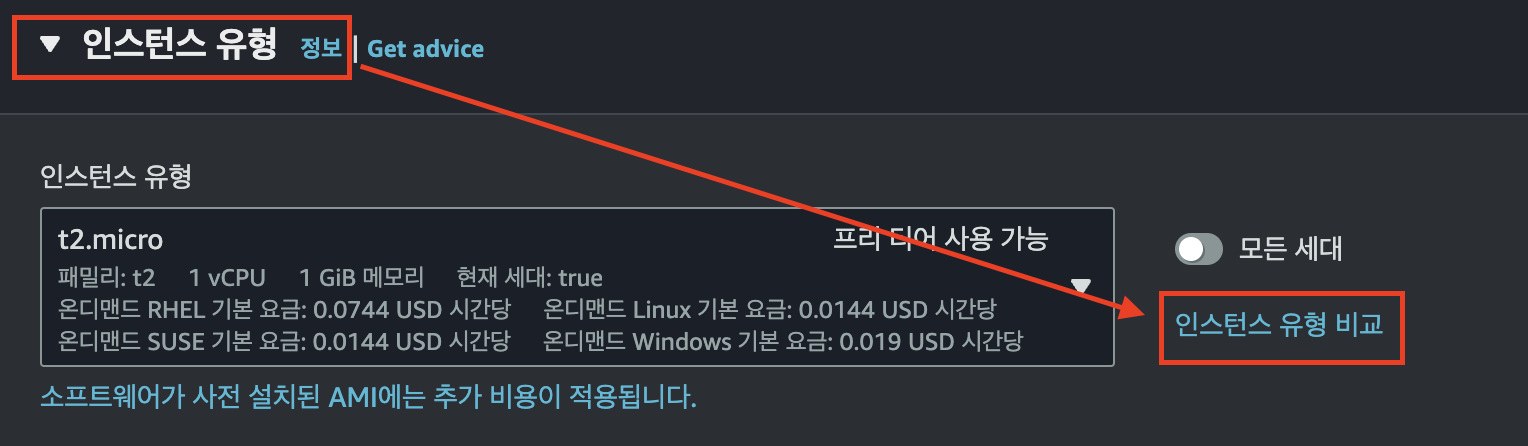 인스턴스 유형 정보 | Get advice
인스턴스 유형
t2.micro 프리 티어 사용 가능
패밀리: t2 1 vCPU 1 GiB 메모리 현재 세대: true
온디맨드 RHEL 기본 요금: 0.0744 USD 시간당 온디맨드 Linux 기본 요금: 0.0144 USD 시간당
온디맨드 SUSE 기본 요금: 0.0144 USD 시간당 온디맨드 Windows 기본 요금: 0.019 USD 시간당
모든 세대
인스턴스 유형 비교
소프트웨어가 사전 설치된 AMI에는 추가 비용이 적용됩니다.